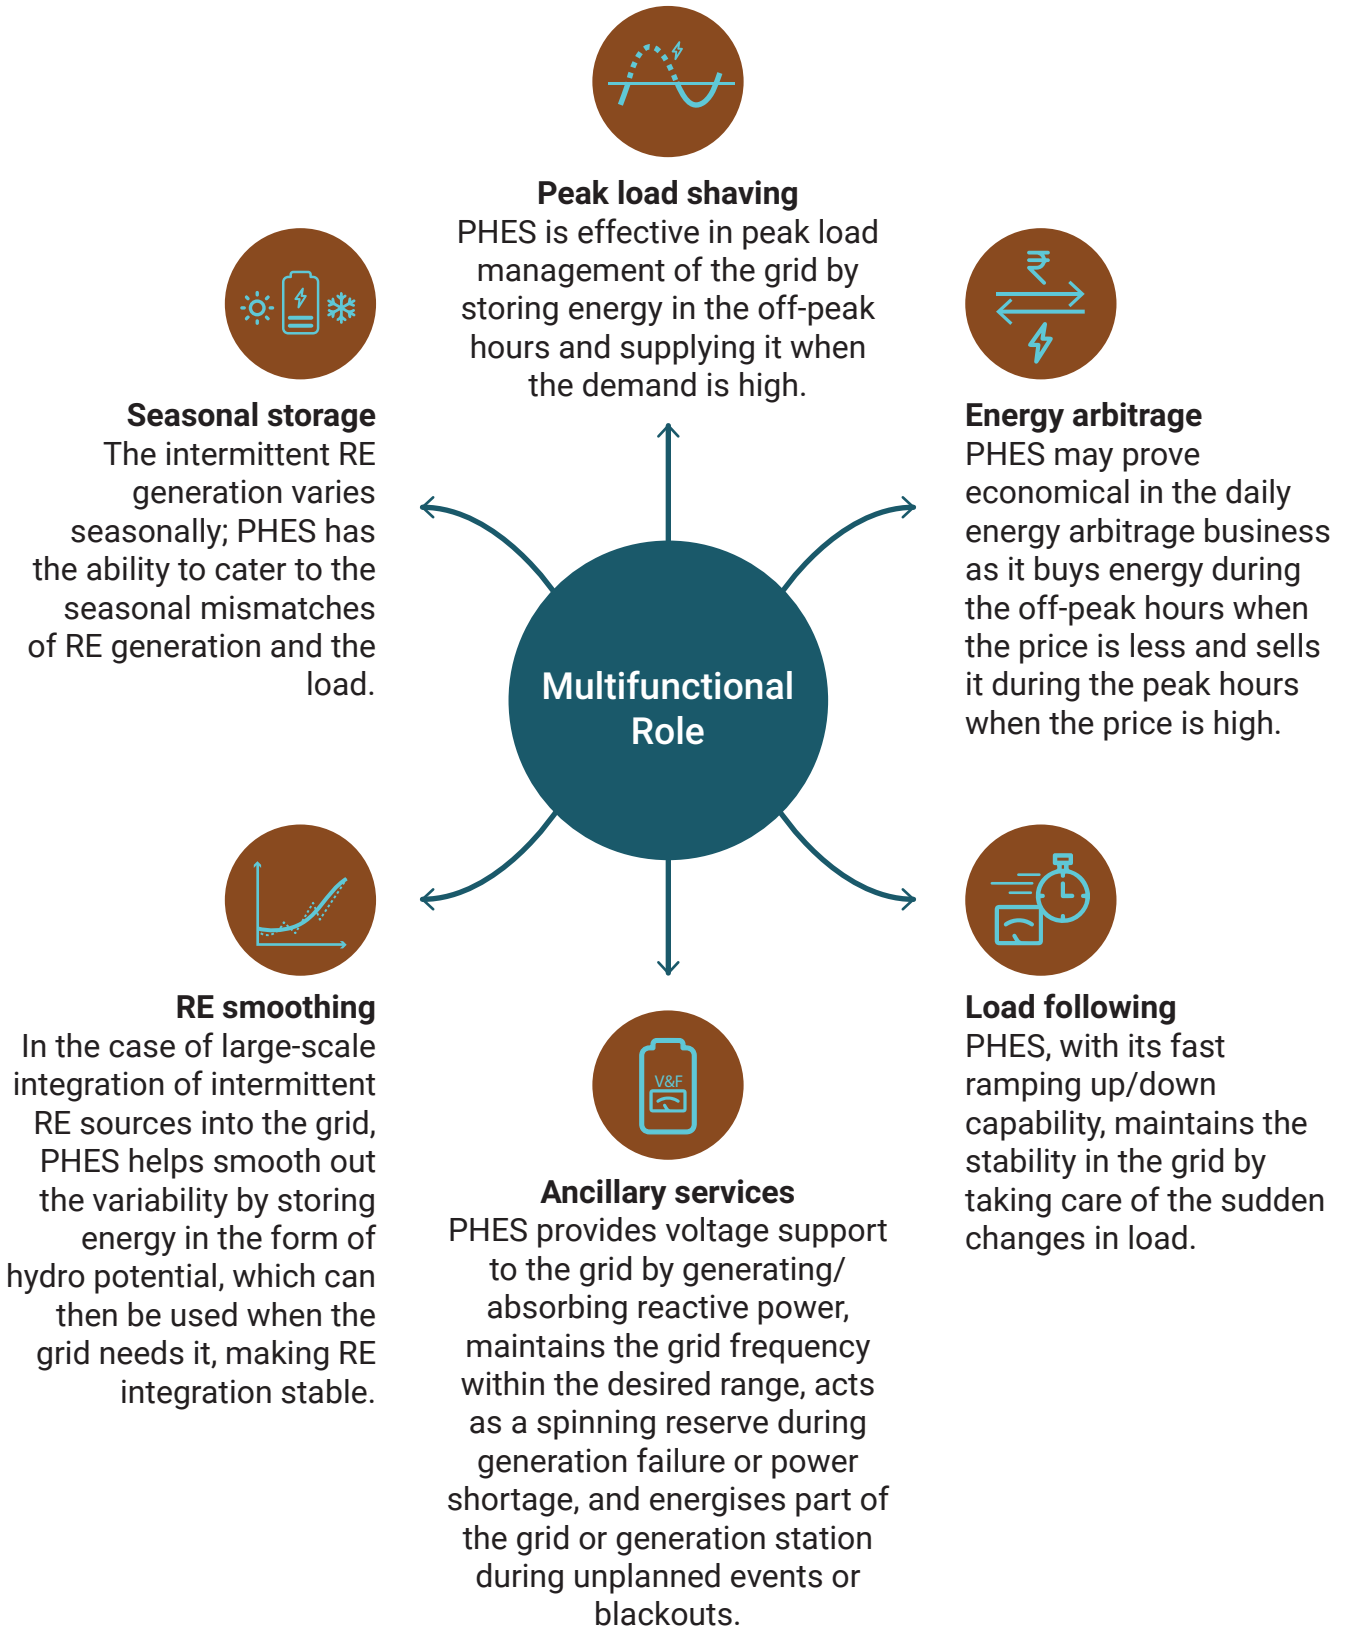 Peak load shaving
PHES is effective in peak load
management of the grid by
storing energy in the off-peak
hours and supplying it when
the demand is high.
Seasonal storage
The intermittent RE
generation varies
seasonally; PHES has
the ability to cater to the
seasonal mismatches
of RE generation and the
load.
₹
Energy arbitrage
PHES may prove
economical in the daily
energy arbitrage business
as it buys energy during
the off-peak hours when
the price is less and sells
it during the peak hours
when the price is high.
Multifunctional
Role
RE smoothing
In the case of large-scale
integration of intermittent
RE sources into the grid,
PHES helps smooth out
the variability by storing
energy in the form of
hydro potential, which can
then be used when the
grid needs it, making RE
integration stable.
V&F
Ancillary services
PHES provides voltage support
to the grid by generating/
absorbing reactive power,
maintains the grid frequency
within the desired range, acts
as a spinning reserve during
generation failure or power
shortage, and energises part of
the grid or generation station
during unplanned events or
blackouts.
Load following
PHES, with its fast
ramping up/down
capability, maintains the
stability in the grid by
taking care of the sudden
changes in load.